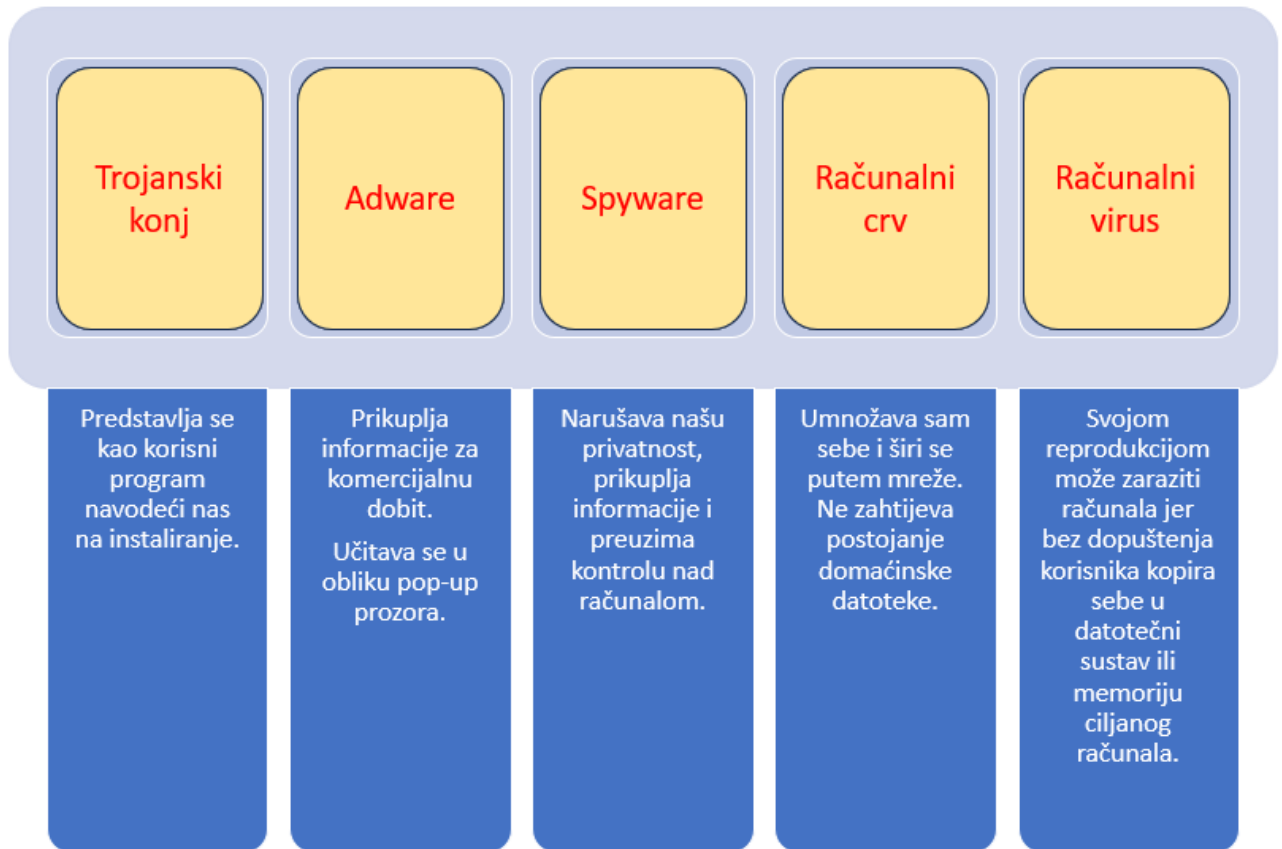 Trojanski
konj
Adware
Spyware
Računalni
crv
Računalni
virus
Predstavlja se
kao korisni
program
navodeći nas
na instaliranje.
Prikuplja
informacije za
komercijalnu
dobit.
Učitava se u
obliku pop-up
prozora.
Narušava našu
privatnost,
prikuplja
informacije i
preuzima
kontrolu nad
računalom.
Umnožava sam
sebe i širi se
putem mreže.
Ne zahtijeva
postojanje
domaćinske
datoteke.
Svojom
reprodukcijom
može zaraziti
računala jer
bez dopuštenja
korisnika kopira
sebe u
datotečni
sustav ili
memoriju
ciljanog
računala.